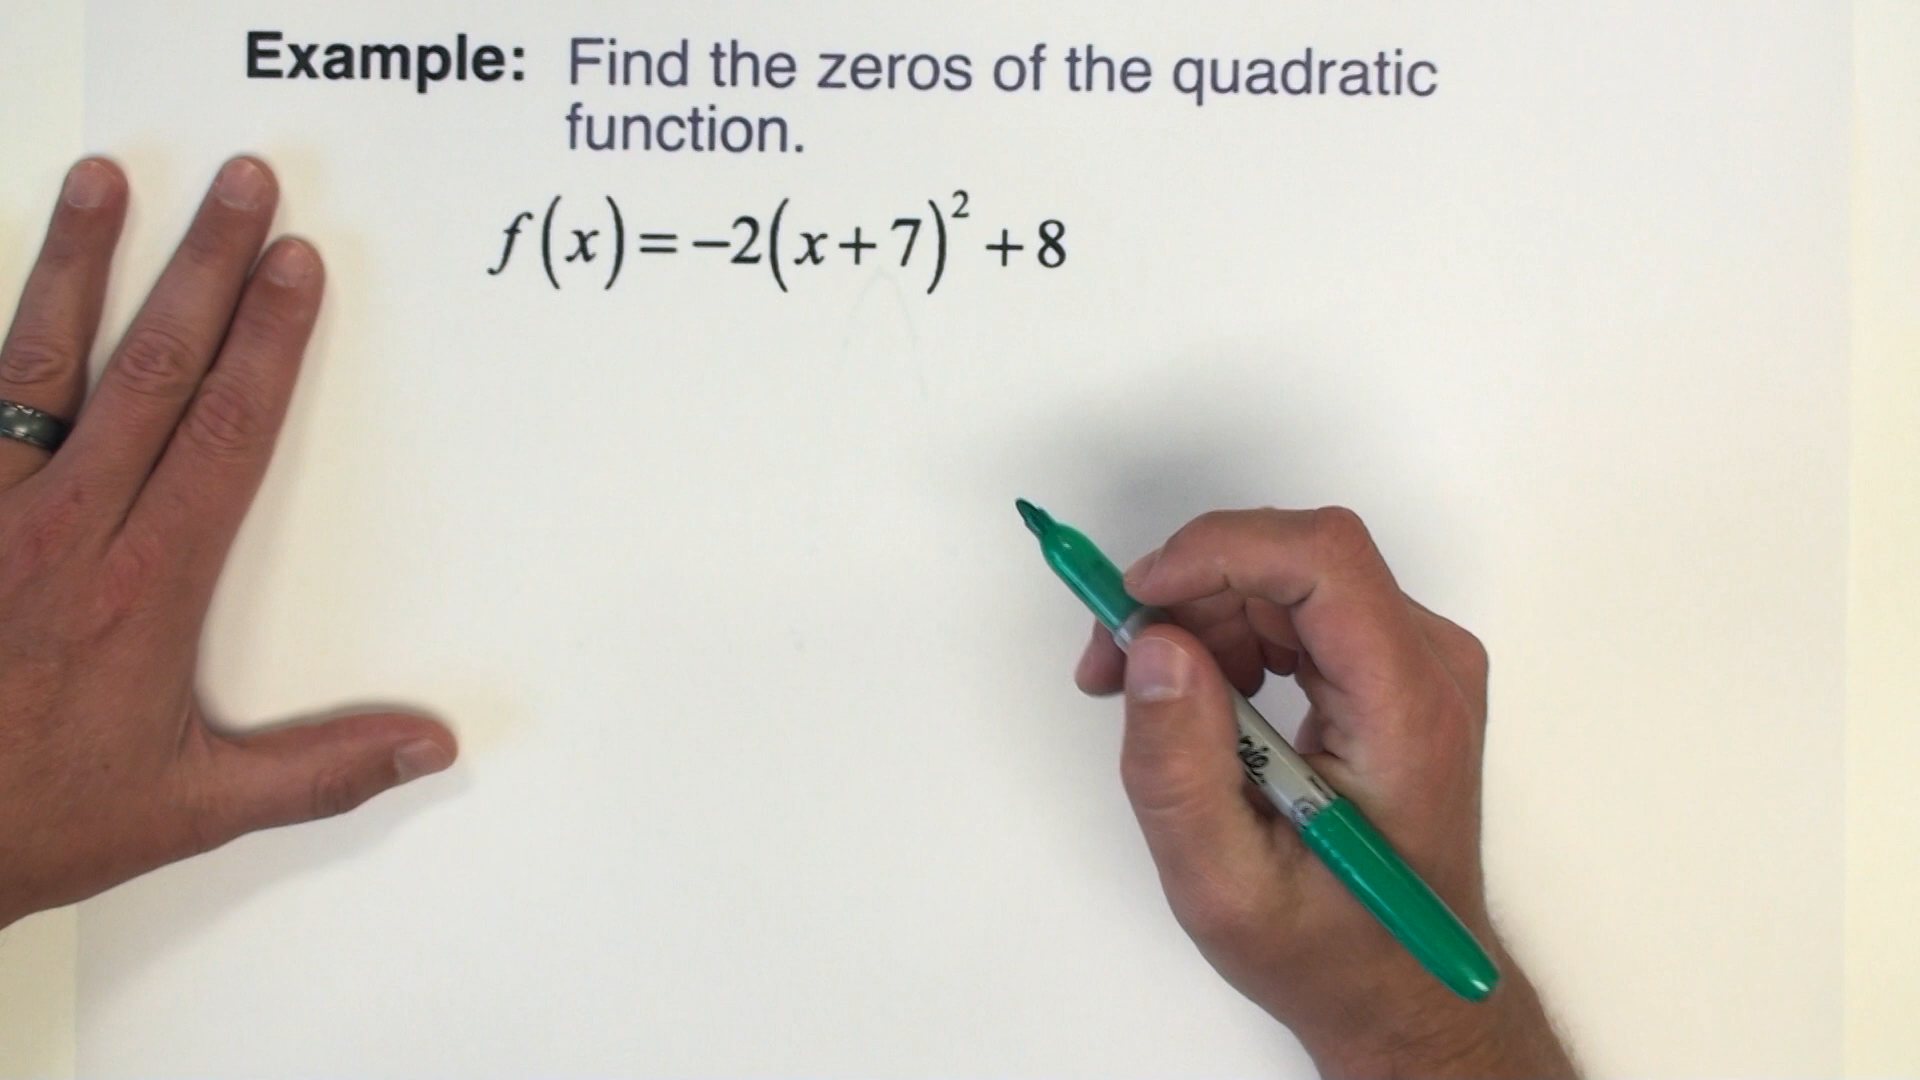 Example: Find the zeros of the quadratic
function.
f(x)=-2(x+7)²+8